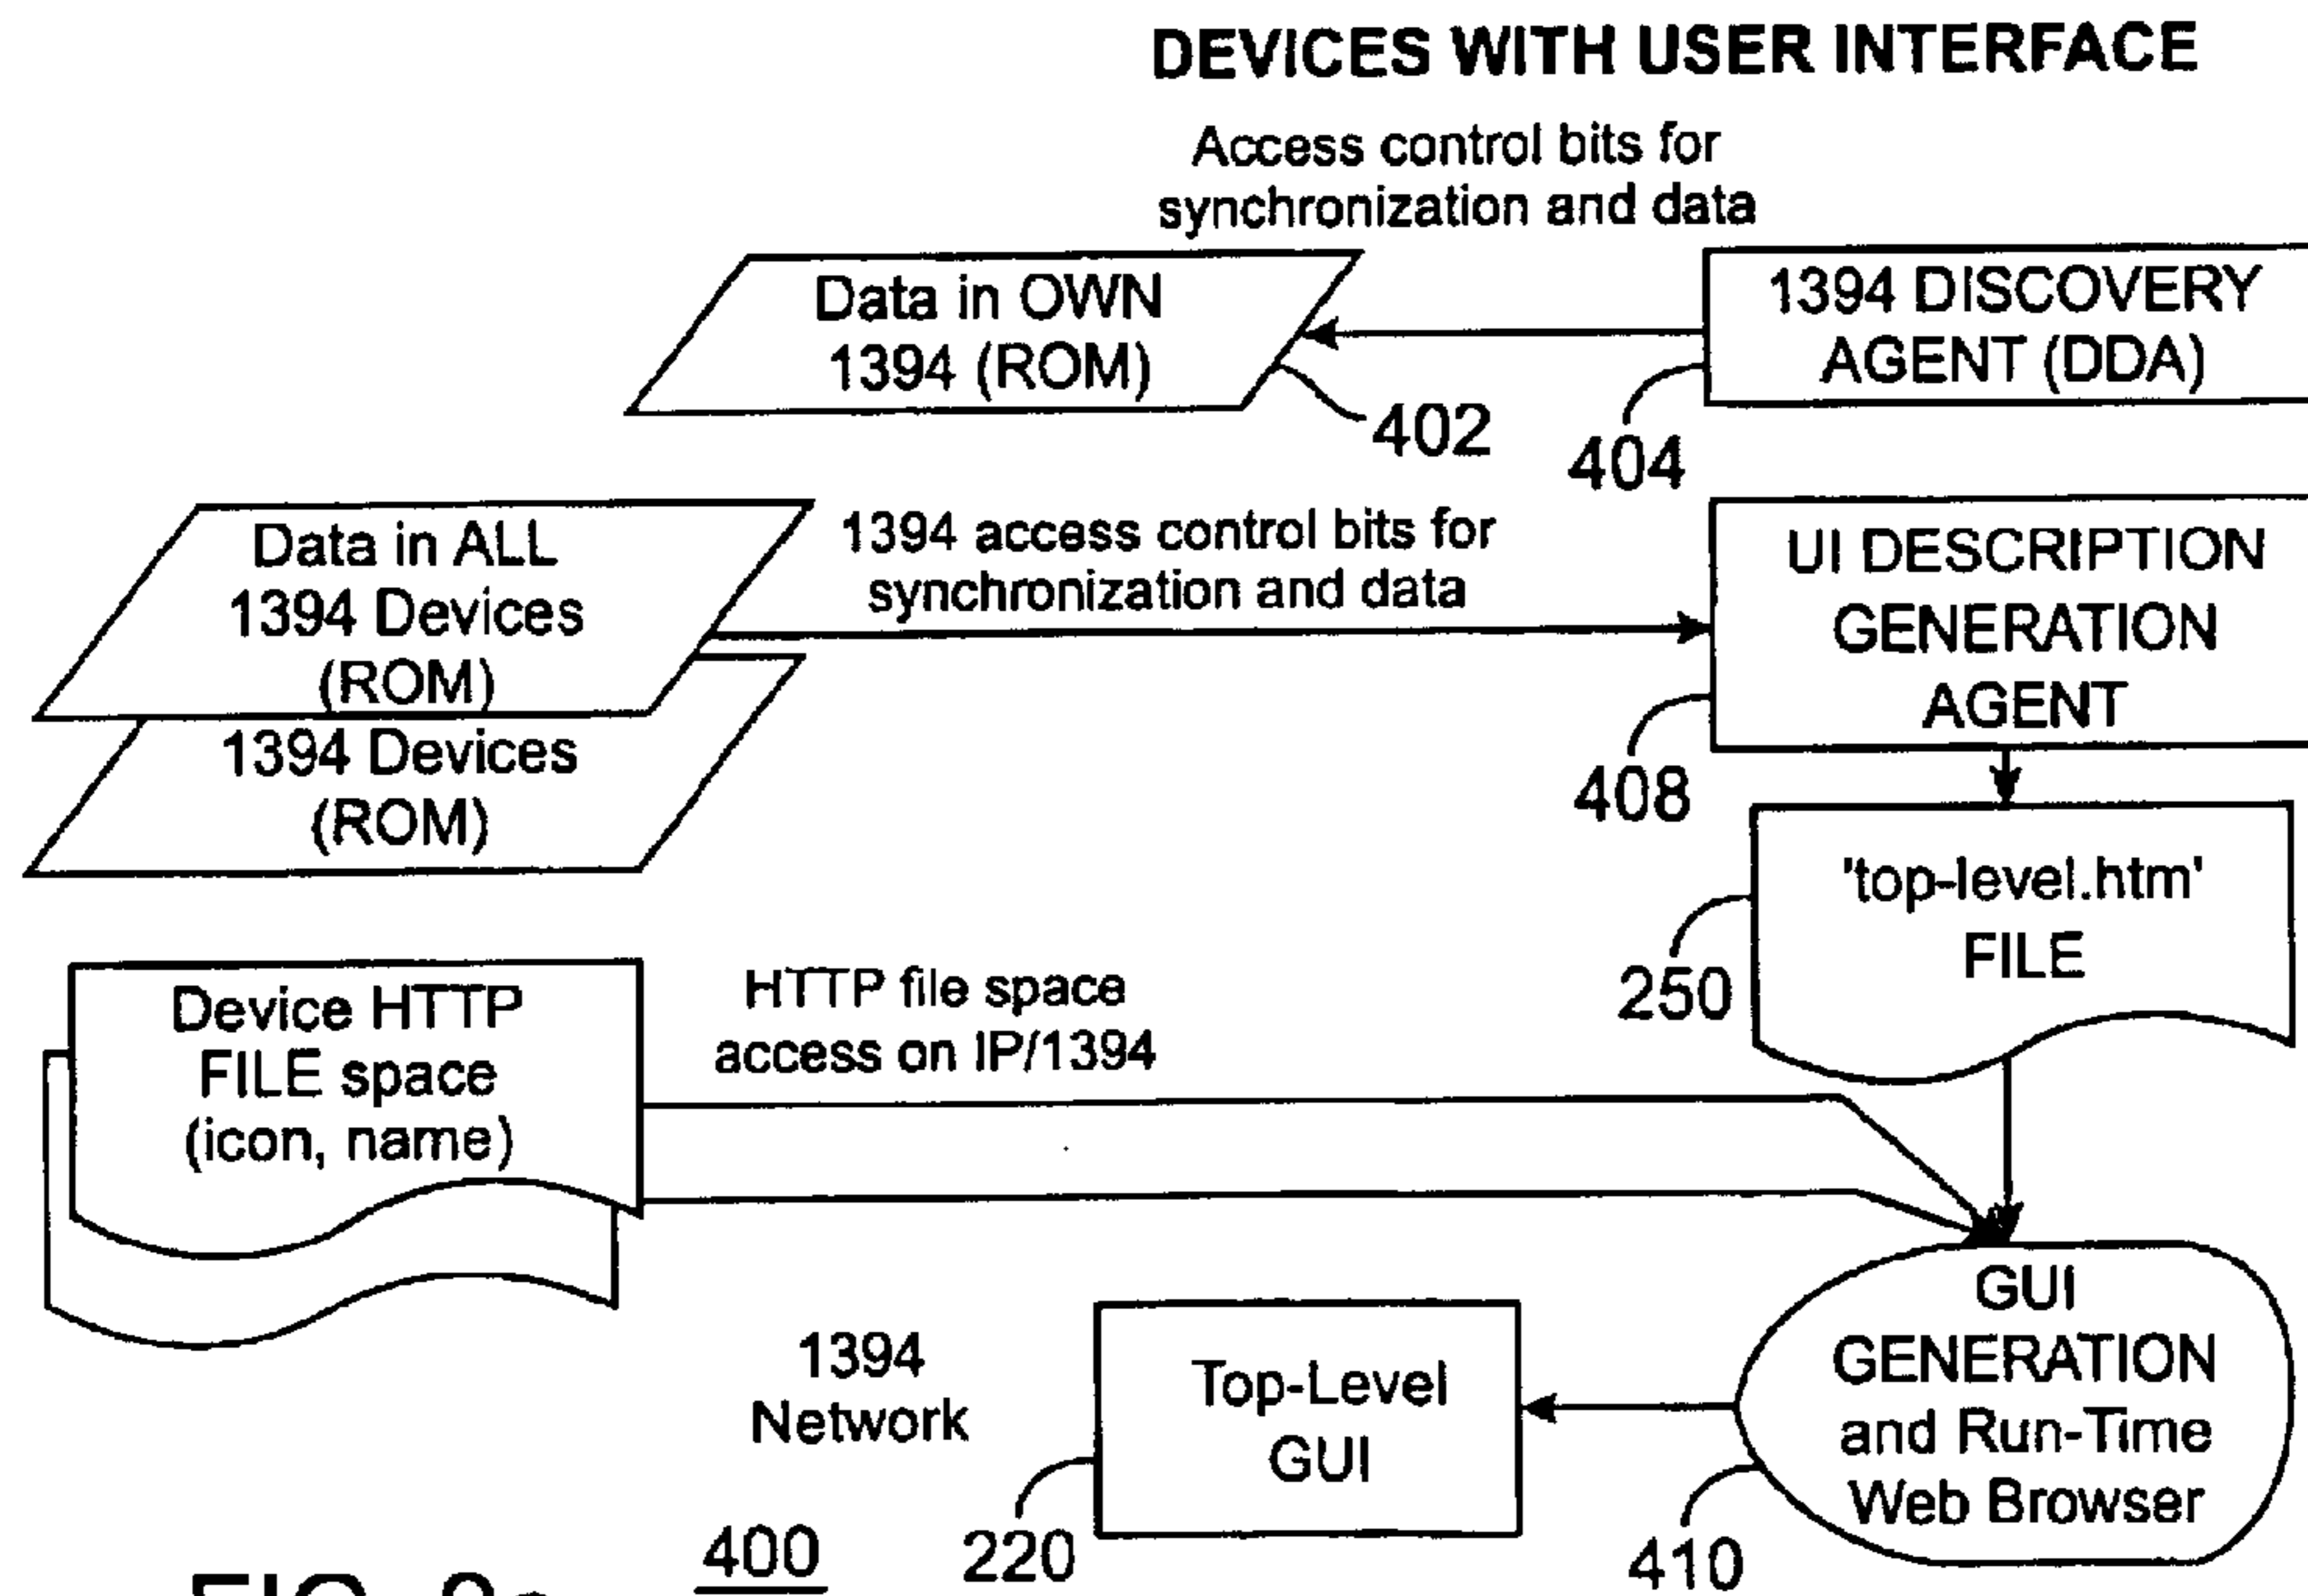 DEVICES WITH USER INTERFACE
Access control bits for
synchronization and data
Data in OWN
1394 (ROM)
402
1394 DISCOVERY
AGENT (DDA)
404
Data in ALL
1394 Devices
(ROM)
1394 Devices
(ROM)
1394 access control bits for
synchronization and data
UI DESCRIPTION
GENERATION
AGENT
408
'top-level.htm'
FILE
250
Device HTTP
FILE space
(icon, name)
HTTP file space
access on IP/1394
1394
Network
Top-Level
GUI
220
GUI
GENERATION
and Run-Time
Web Browser
410
400